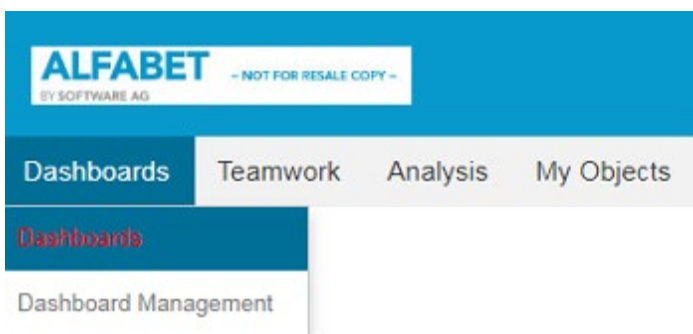 ALFABET – NOT FOR RESALE COPY –
BY SOFTWARE AG
Dashboards Teamwork Analysis My Objects
Dashboards
Dashboard Management